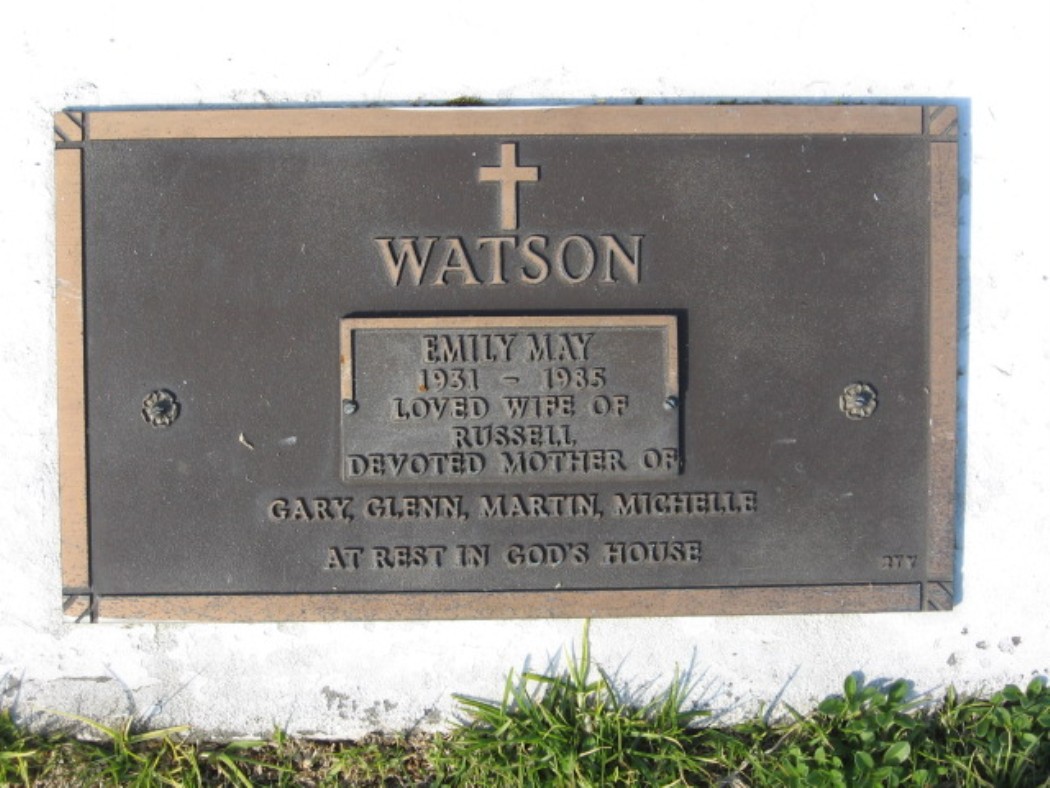 WATSON
EMILY MAY
1931 - 1985
LOVED WIFE OF
RUSSELL,
DEVOTED MOTHER OF
GARY, GLENN, MARTIN, MICHELLE
AT REST IN GOD'S HOUSE